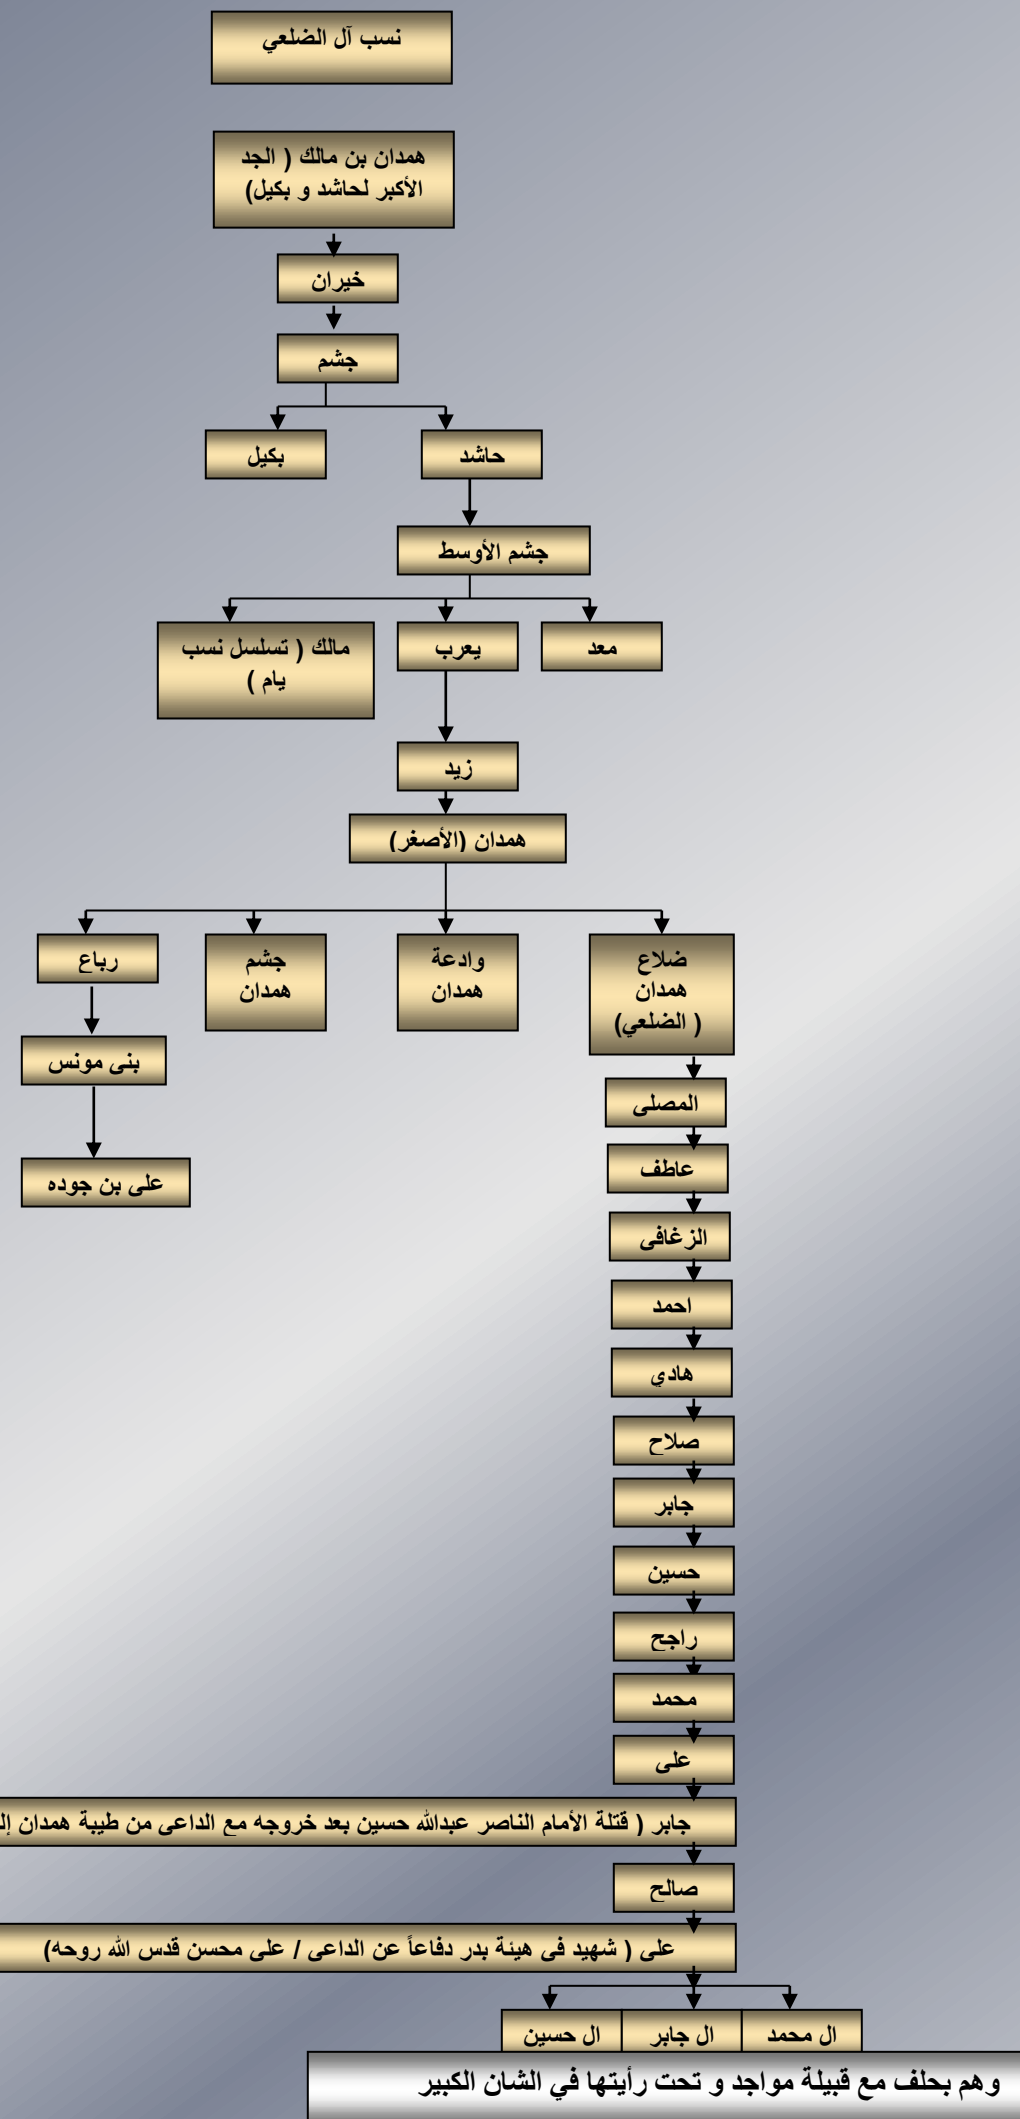 نسب آل الضلعي
همدان بن مالك ( الجد
الأكبر لحاشد و بكيل)
خيران
جشم
حاشد
بكيل
جشم الأوسط
معد
يعرب
مالك ( تسلسل نسب
يام )
زيد
همدان (الأصغر)
ضلاع
همدان
( الضلعي)
وادعة
همدان
جشم
همدان
رباع
بنى مونس
على بن جوده
المصلى
عاطف
الزغافى
احمد
هادي
صلاح
جابر
حسين
راجح
محمد
على
جابر ( قتلة الأمام الناصر عبدالله حسين بعد خروجه مع الداعى من طيبة همدان
صالح
على ( شهيد فى هيئة بدر دفاعاً عن الداعى / على محسن قدس الله روحه)
ال محمد
ال جابر
ال حسين
وهم بحلف مع قبيلة مواجد و تحت رأيتها في الشان الكبير